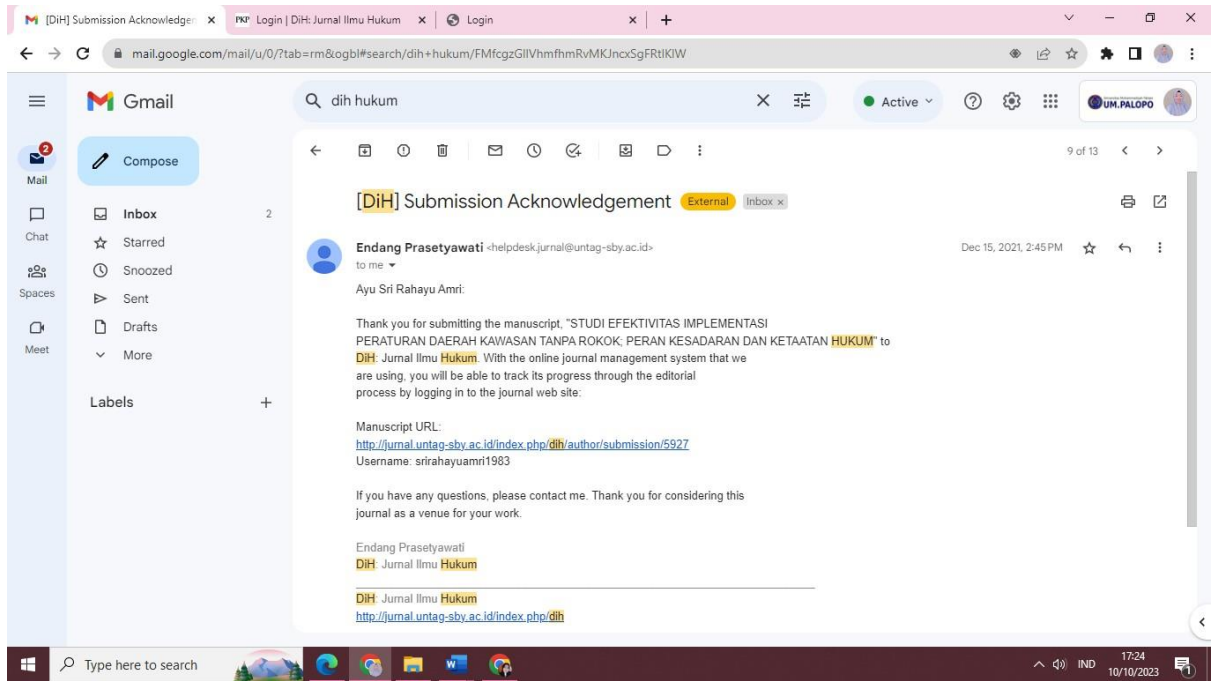 [DiH] Submission Acknowledgem
PKP Login | DiH: Jurnal Ilmu Hukum
Login
mail.google.com/mail/u/0/?tab=rm&ogbl#search/dih+hukum/FMfcgzGllVhmfhmRvMKJncxSgFRtlKlW
Gmail
dih hukum
Active
UM.PALOPO
2
Mail
Compose
9 of 13
Chat
Spaces
Meet
Inbox 2
Starred
Snoozed
Sent
Drafts
More
Labels
[DiH] Submission Acknowledgement External Inbox x
Endang Prasetyawati <helpdesk.jurnal@untag-sby.ac.id> Dec 15, 2021, 2:45 PM
to me
Ayu Sri Rahayu Amri:
Thank you for submitting the manuscript, "STUDI EFEKTIVITAS IMPLEMENTASI
PERATURAN DAERAH KAWASAN TANPA ROKOK; PERAN KESADARAN DAN KETAATAN HUKUM" to
DiH: Jurnal Ilmu Hukum. With the online journal management system that we
are using, you will be able to track its progress through the editorial
process by logging in to the journal web site:
Manuscript URL:
http://jurnal.untag-sby.ac.id/index.php/dih/author/submission/5927
Username: srirahayuamri1983
If you have any questions, please contact me. Thank you for considering this
journal as a venue for your work.
Endang Prasetyawati
DiH: Jurnal Ilmu Hukum
DiH: Jurnal Ilmu Hukum
http://jurnal.untag-sby.ac.id/index.php/dih
Type here to search
IND
17:24
10/10/2023
1